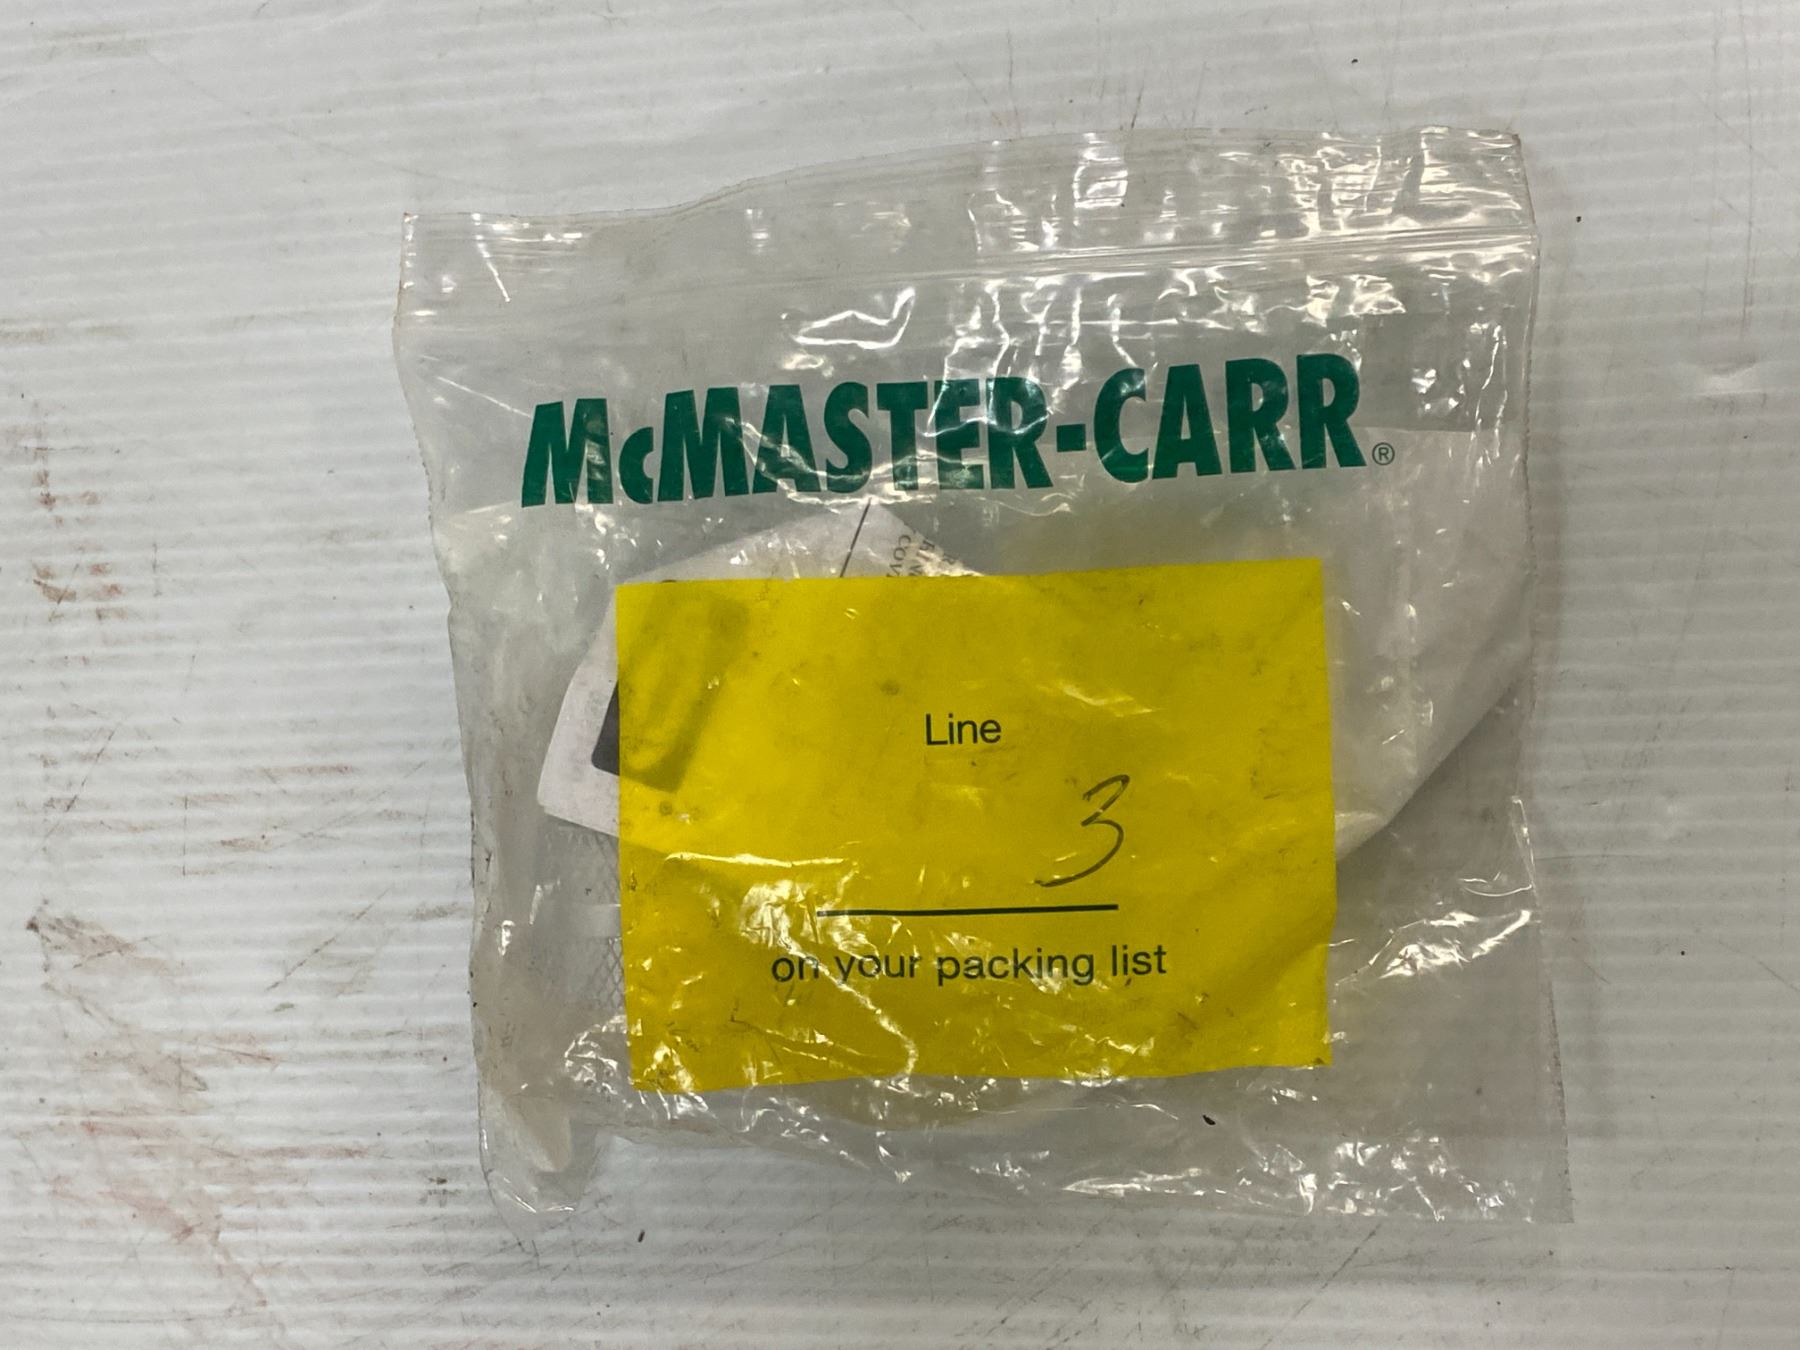 McMASTER-CARR®
Line
3
on your packing list